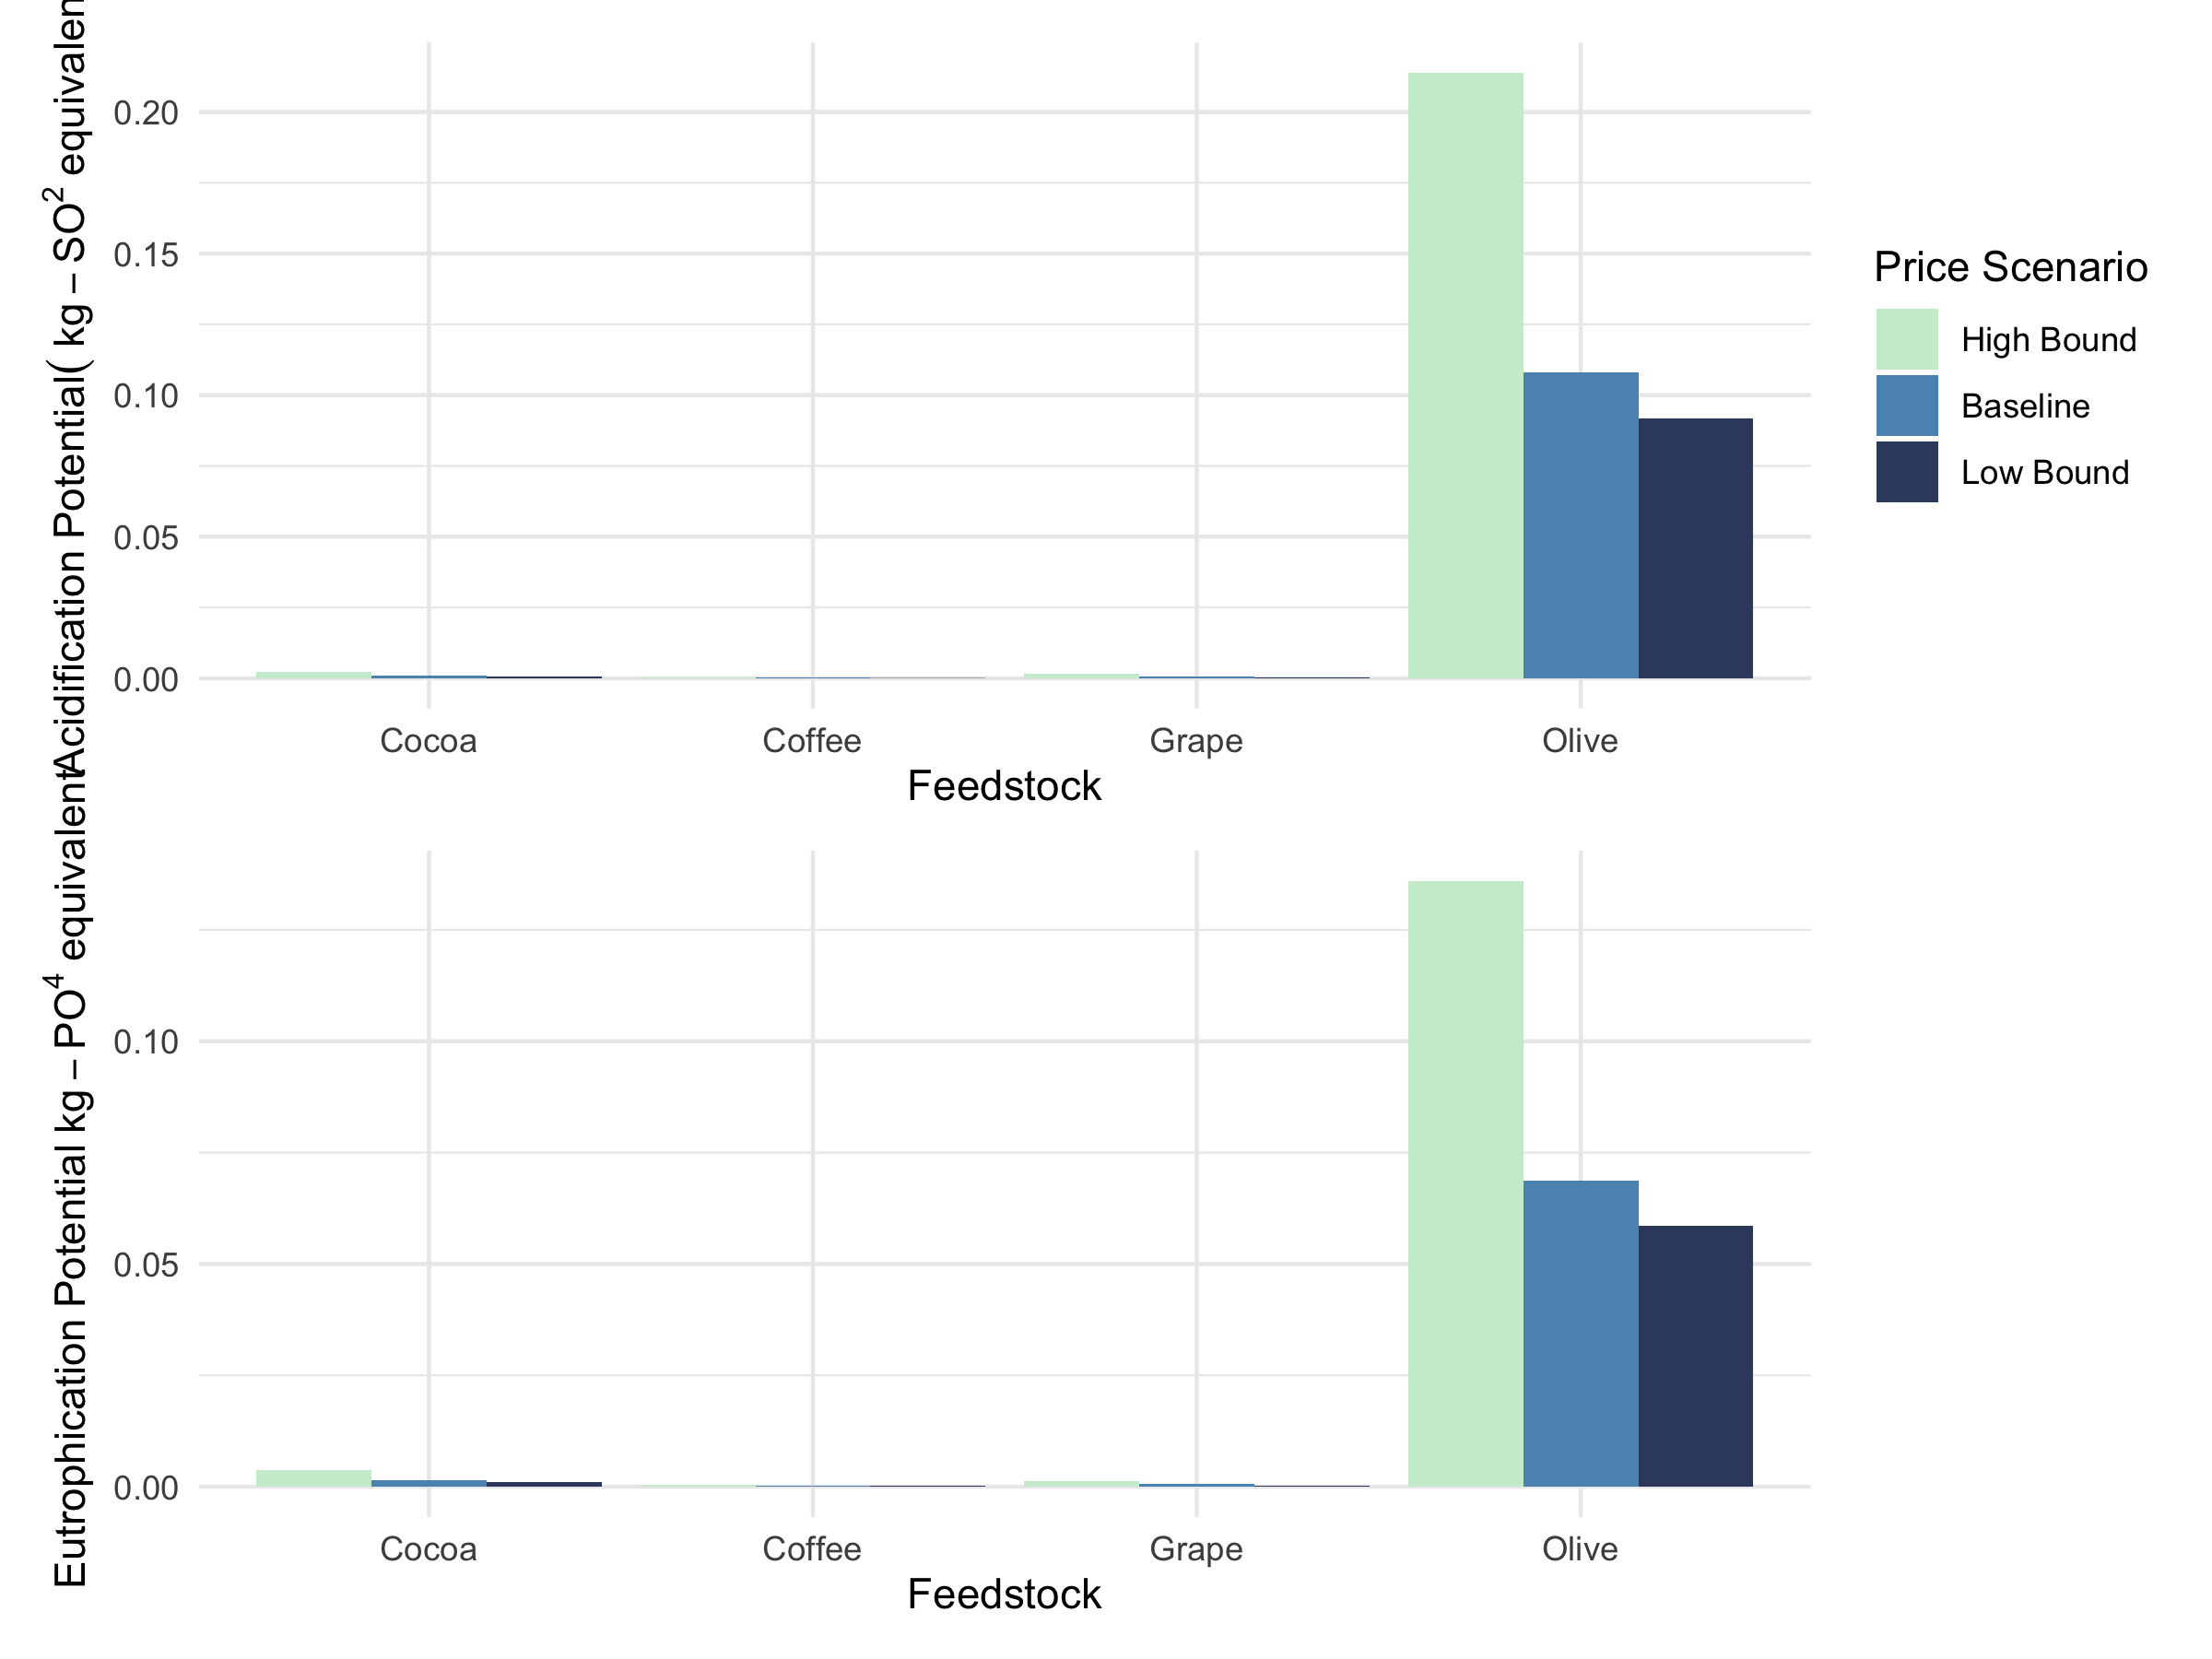 Acidification Potential( kg – SO2 equivalen
0.20
0.15
0.10
0.05
0.00
Cocoa Coffee Grape Olive
Feedstock
Price Scenario
High Bound
Baseline
Low Bound
Eutrophication Potential kg – PO4 equivalent
0.10
0.05
0.00
Cocoa Coffee Grape Olive
Feedstock